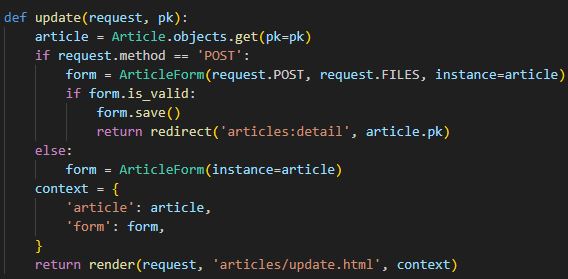 def update(request, pk):
    article = Article.objects.get(pk=pk)
    if request.method == 'POST':
        form = ArticleForm(request.POST, request.FILES, instance=article)
        if form.is_valid:
            form.save()
            return redirect('articles:detail', article.pk)
    else:
        form = ArticleForm(instance=article)
    context = {
        'article': article,
        'form': form,
    }
    return render(request, 'articles/update.html', context)